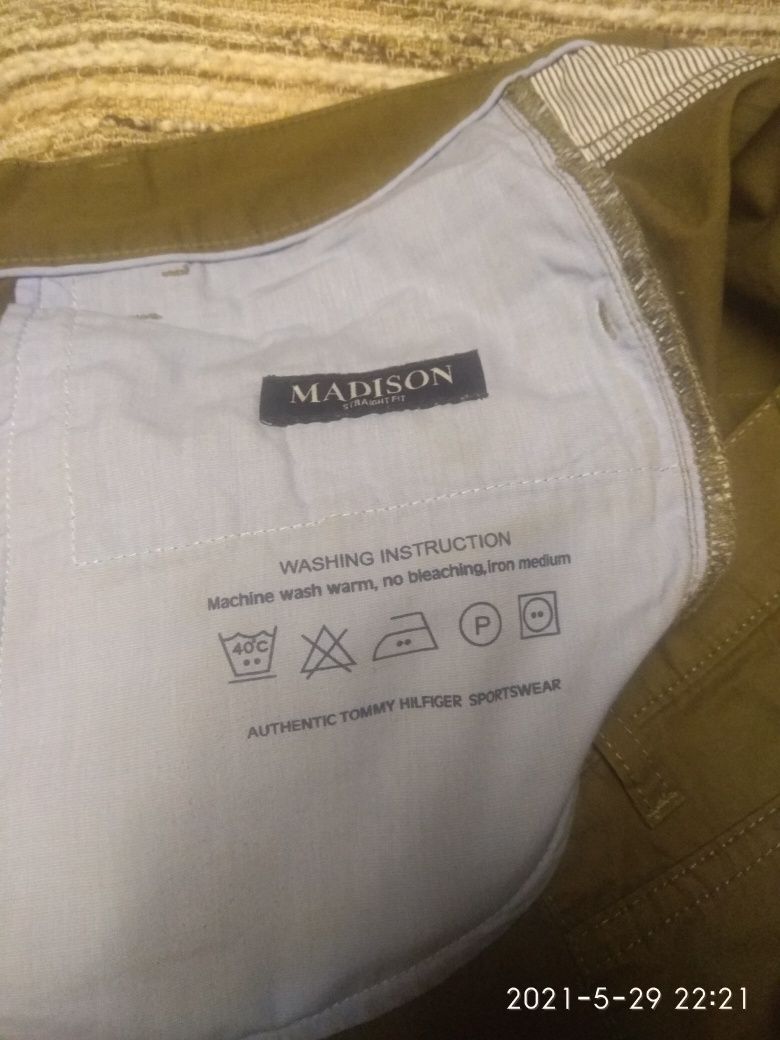 MADISON
STRAIGHT FIT
WASHING INSTRUCTION
Machine wash warm, no bleaching,iron medium
40°C
P
AUTHENTIC TOMMY HILFIGER SPORTSWEAR
2021-5-29 22:21